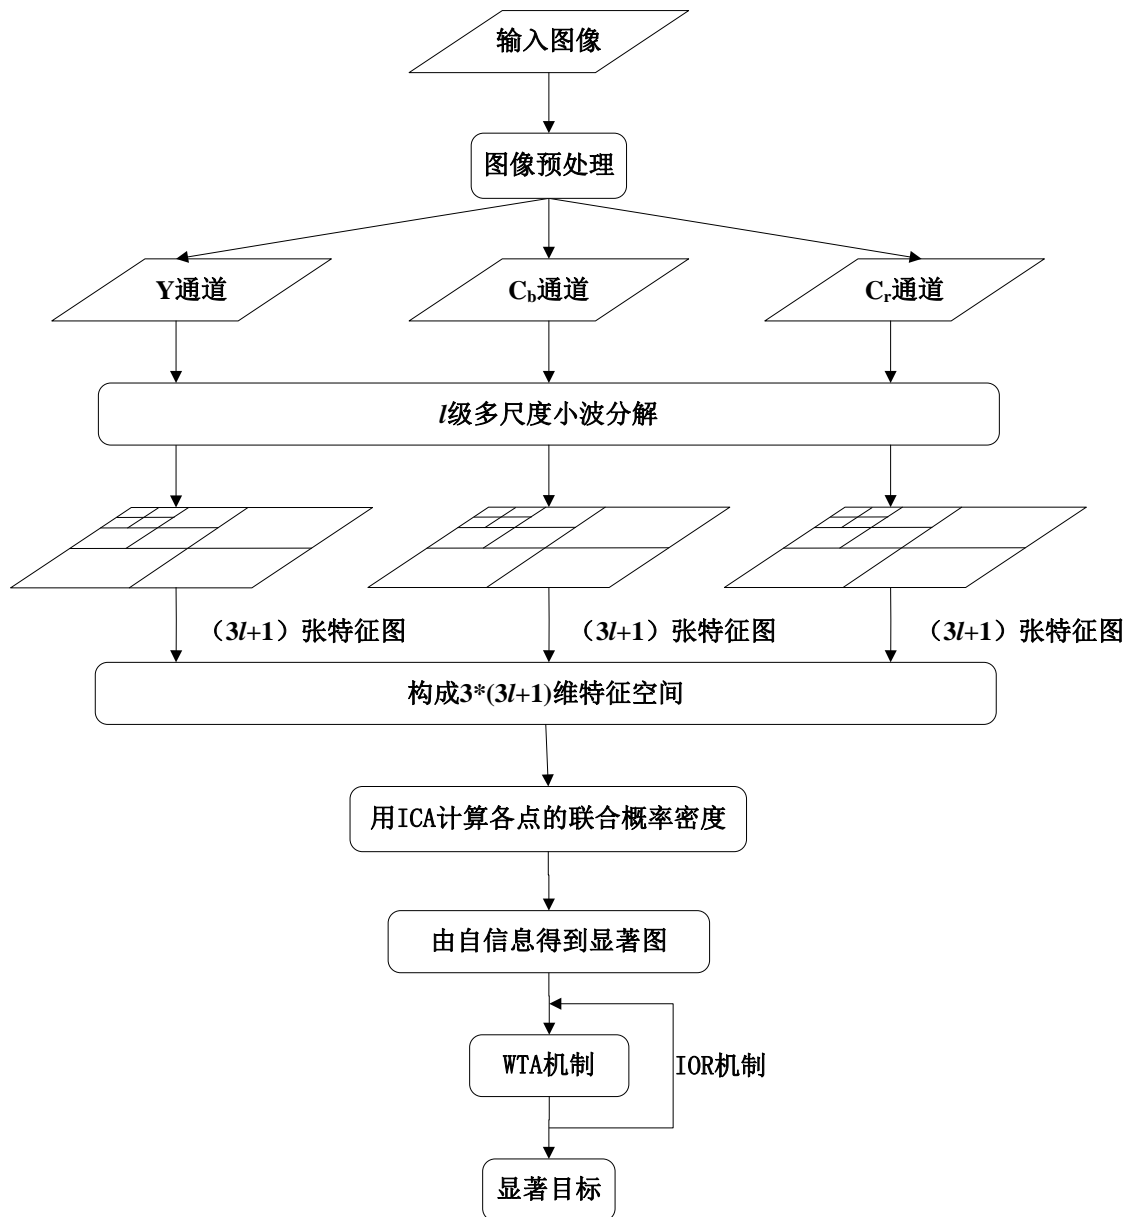 输入图像
图像预处理
Y通道
Cb通道
Cr通道
l级多尺度小波分解
（3l+1）张特征图
（3l+1）张特征图
（3l+1）张特征图
构成3*(3l+1)维特征空间
用ICA计算各点的联合概率密度
由自信息得到显著图
WTA机制
IOR机制
显著目标